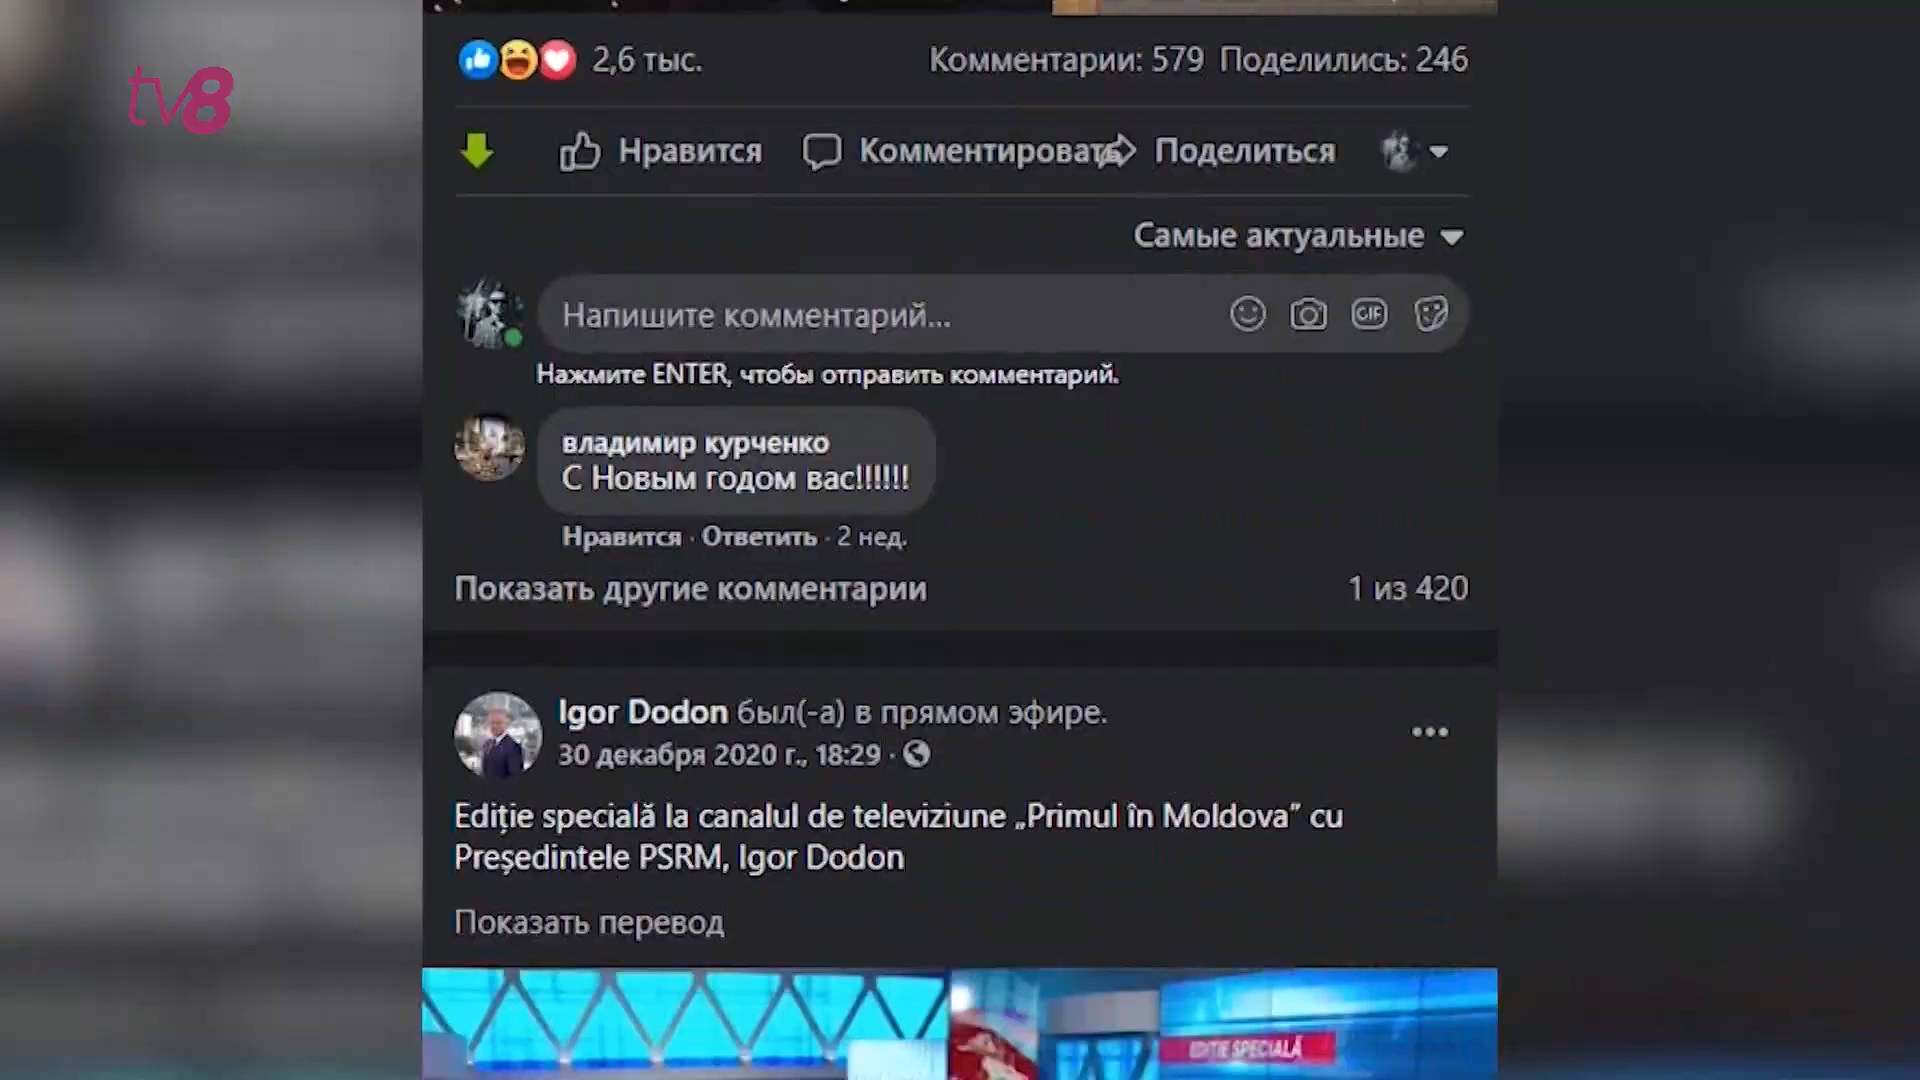 tv8
2,6 тыс.
Комментарии: 579 Поделились: 246
Нравится Комментировать Поделиться
Самые актуальные
Напишите комментарий...
GIF
Нажмите ENTER, чтобы отправить комментарий.
владимир курченко
С Новым годом вас!!!!!!
Нравится · Ответить · 2 нед.
Показать другие комментарии 1 из 420
Igor Dodon был(-а) в прямом эфире.
30 декабря 2020 г., 18:29 ·
Ediție specială la canalul de televiziune „Primul în Moldova” cu
Președintele PSRM, Igor Dodon
Показать перевод
EDIȚIE SPECIALĂ